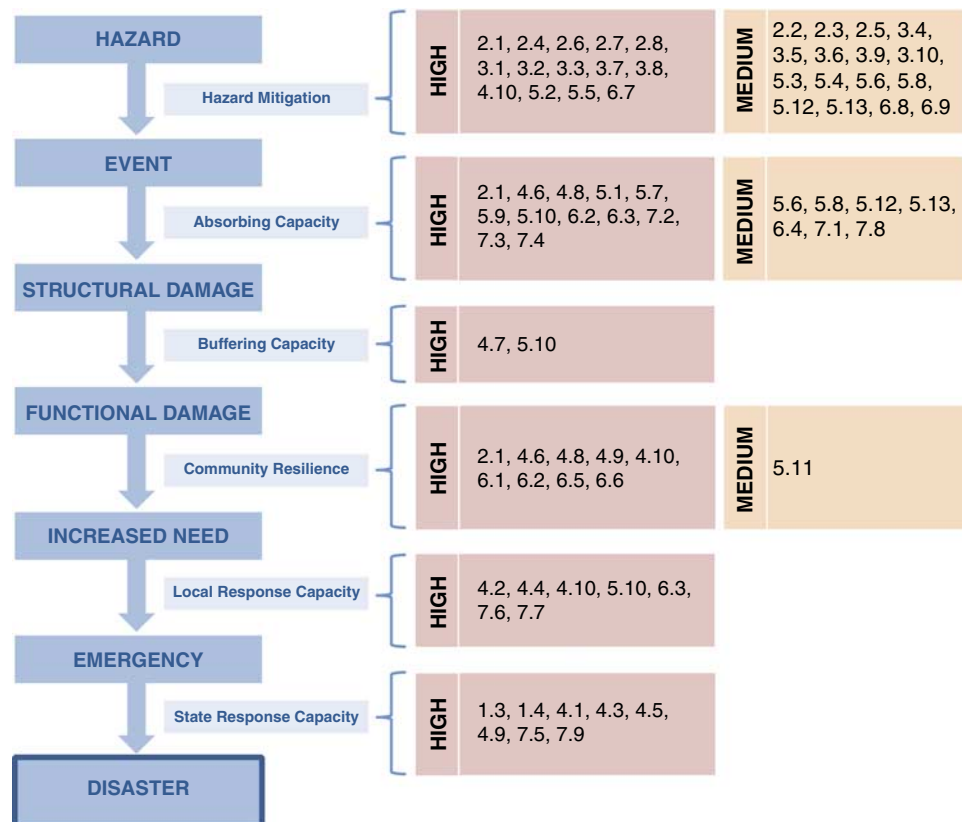 HAZARD
Hazard Mitigation
HIGH
2.1, 2.4, 2.6, 2.7, 2.8,
3.1, 3.2, 3.3, 3.7, 3.8,
4.10, 5.2, 5.5, 6.7
MEDIUM
2.2, 2.3, 2.5, 3.4,
3.5, 3.6, 3.9, 3.10,
5.3, 5.4, 5.6, 5.8,
5.12, 5.13, 6.8, 6.9
EVENT
Absorbing Capacity
HIGH
2.1, 4.6, 4.8, 5.1, 5.7,
5.9, 5.10, 6.2, 6.3, 7.2,
7.3, 7.4
MEDIUM
5.6, 5.8, 5.12, 5.13,
6.4, 7.1, 7.8
STRUCTURAL DAMAGE
Buffering Capacity
HIGH
4.7, 5.10
FUNCTIONAL DAMAGE
Community Resilience
HIGH
2.1, 4.6, 4.8, 4.9, 4.10,
6.1, 6.2, 6.5, 6.6
MEDIUM
5.11
INCREASED NEED
Local Response Capacity
HIGH
4.2, 4.4, 4.10, 5.10, 6.3,
7.6, 7.7
EMERGENCY
State Response Capacity
HIGH
1.3, 1.4, 4.1, 4.3, 4.5,
4.9, 7.5, 7.9
DISASTER